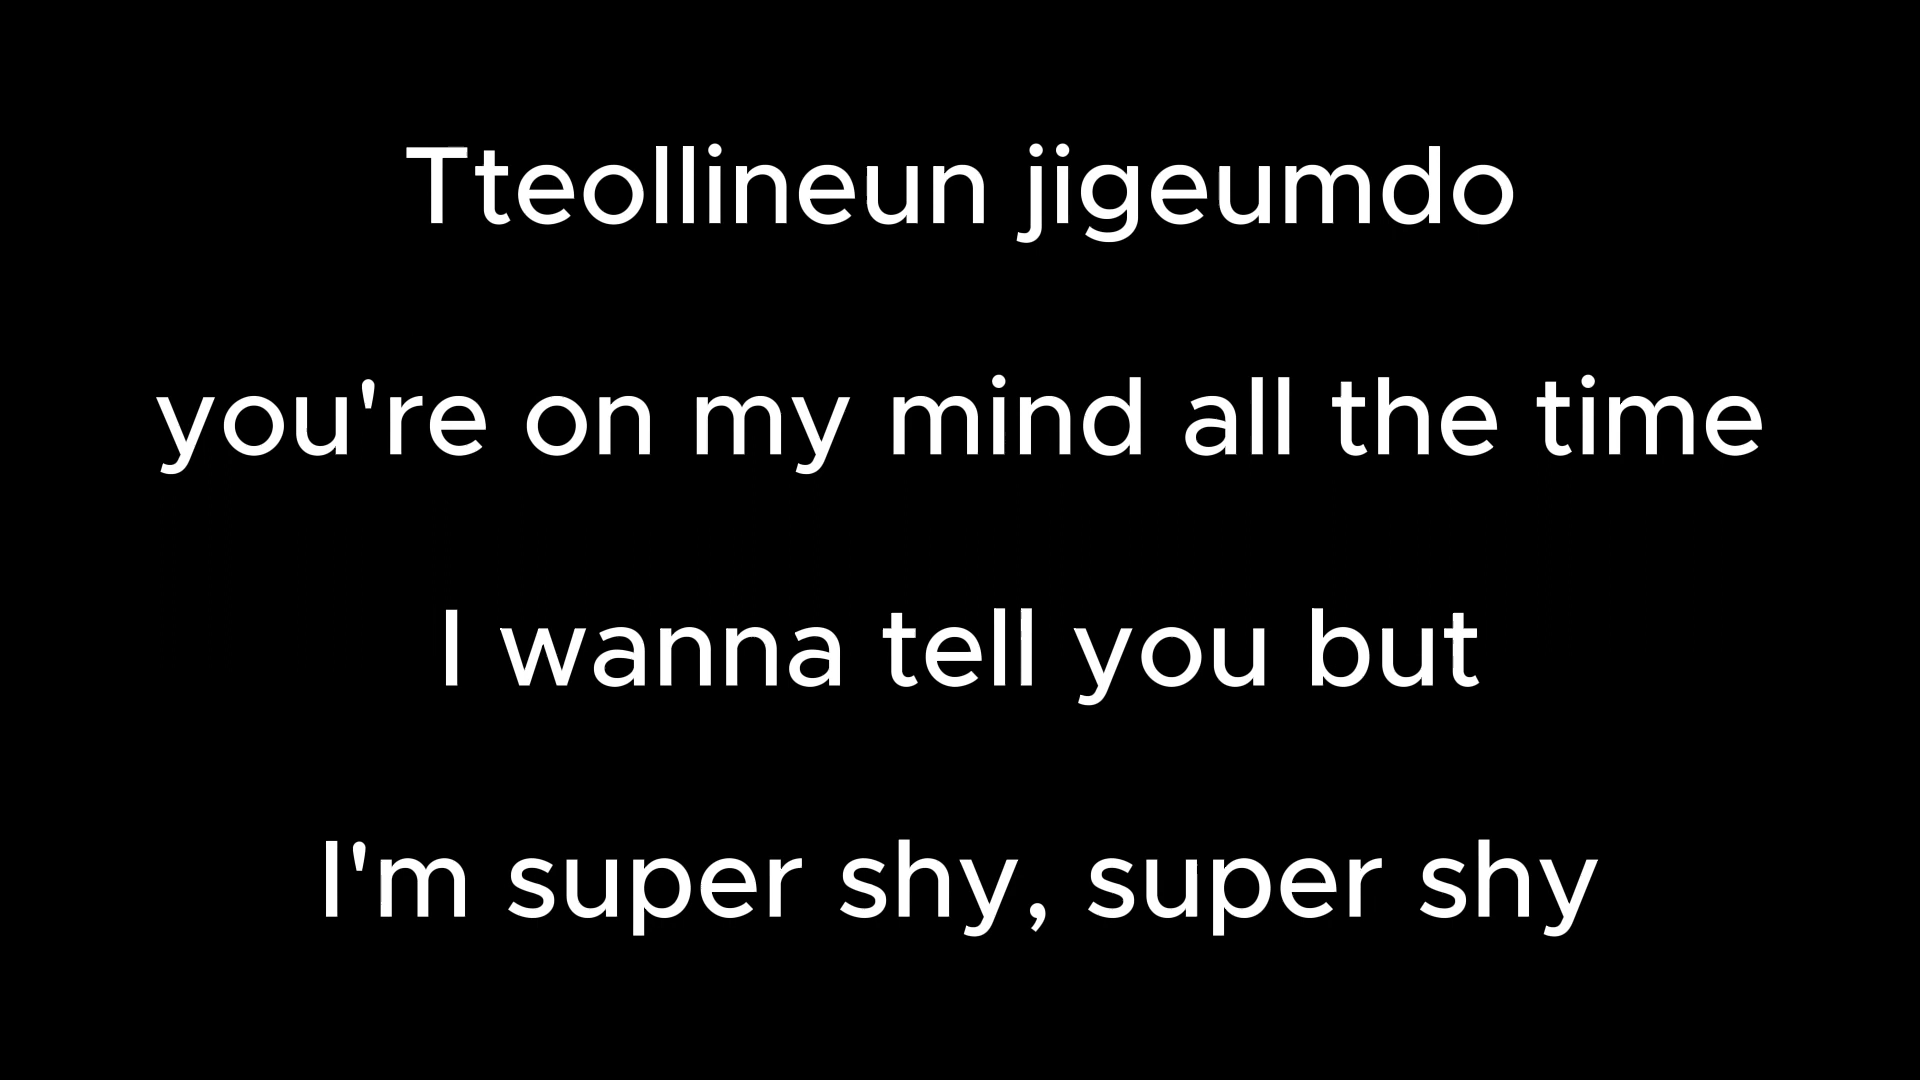 Tteollineun jigeumdo
you're on my mind all the time
I wanna tell you but
I'm super shy, super shy